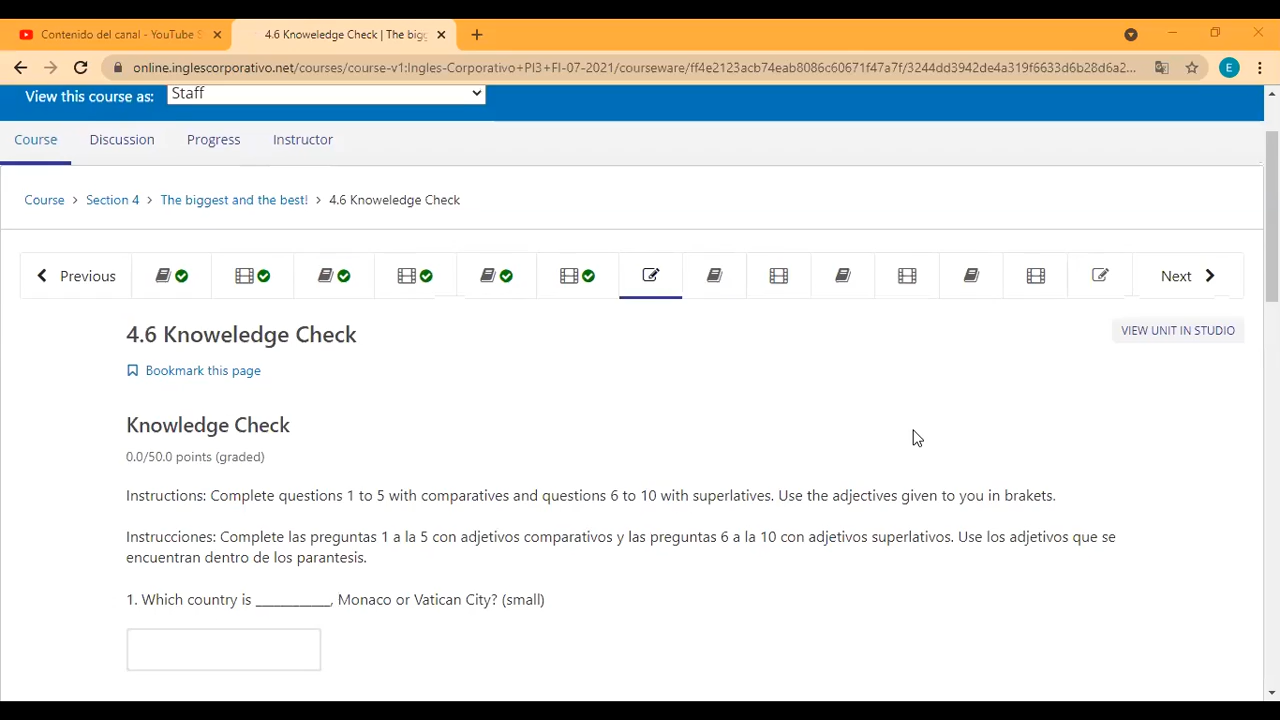 Contenido del canal - YouTube S
4.6 Knoweledge Check | The bigg
online.inglescorporativo.net/courses/course-v1:Ingles-Corporativo+PI3+FI-07-2021/courseware/ff4e2123acb74eab8086c60671f47a7f/3244dd3942de4a319f6633d6b28d6a2...
E
View this course as:
Staff
Course Discussion Progress Instructor
Course > Section 4 > The biggest and the best! > 4.6 Knoweledge Check
Previous
Next
4.6 Knoweledge Check
VIEW UNIT IN STUDIO
Bookmark this page
Knowledge Check
0.0/50.0 points (graded)
Instructions: Complete questions 1 to 5 with comparatives and questions 6 to 10 with superlatives. Use the adjectives given to you in brakets.
Instrucciones: Complete las preguntas 1 a la 5 con adjetivos comparativos y las preguntas 6 a la 10 con adjetivos superlativos. Use los adjetivos que se
encuentran dentro de los parantesis.
1. Which country is ___________, Monaco or Vatican City? (small)